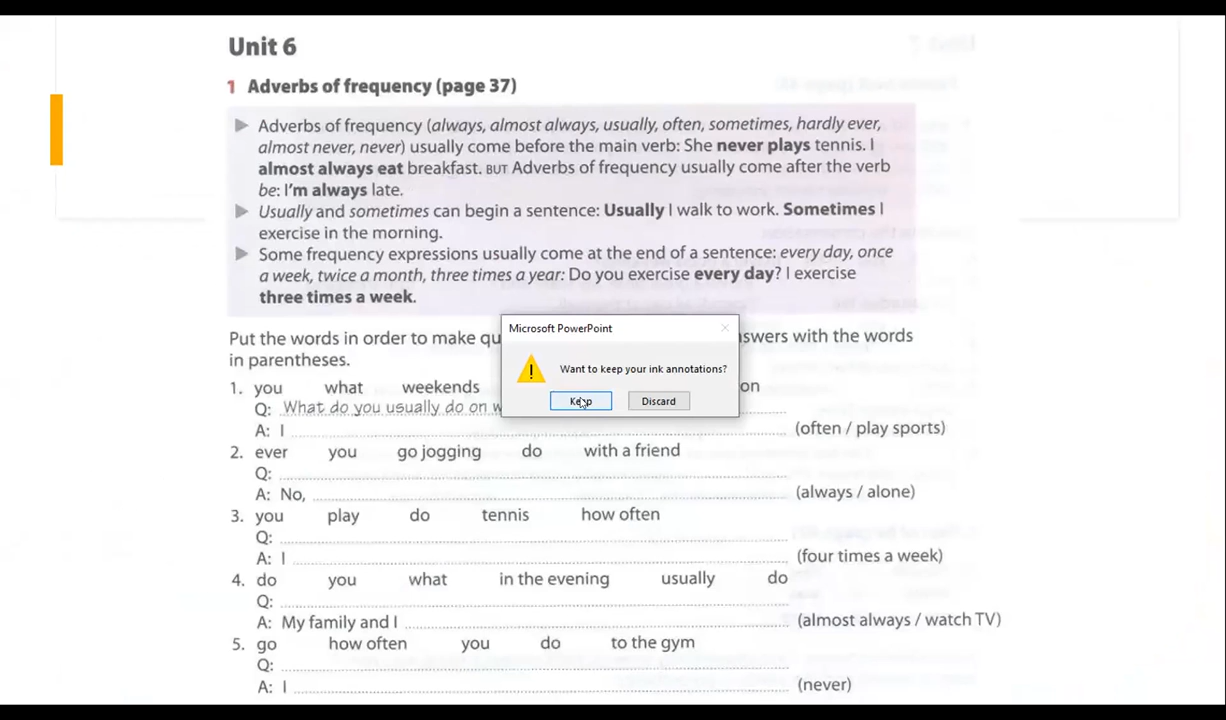 Unit 6
1 Adverbs of frequency (page 37)
▶ Adverbs of frequency (always, almost always, usually, often, sometimes, hardly ever,
almost never, never) usually come before the main verb: She never plays tennis. I
almost always eat breakfast. BUT Adverbs of frequency usually come after the verb
be: I'm always late.
▶ Usually and sometimes can begin a sentence: Usually I walk to work. Sometimes I
exercise in the morning.
▶ Some frequency expressions usually come at the end of a sentence: every day, once
a week, twice a month, three times a year: Do you exercise every day? I exercise
three times a week.
Microsoft PowerPoint
Want to keep your ink annotations?
Keep Discard
Put the words in order to make qu swers with the words
in parentheses.
1. you what weekends on
Q: What do you usually do on w
A: I (often / play sports)
2. ever you go jogging do with a friend
Q:
A: No, (always / alone)
3. you play do tennis how often
Q:
A: I (four times a week)
4. do you what in the evening usually do
Q:
A: My family and I (almost always / watch TV)
5. go how often you do to the gym
Q:
A: I (never)